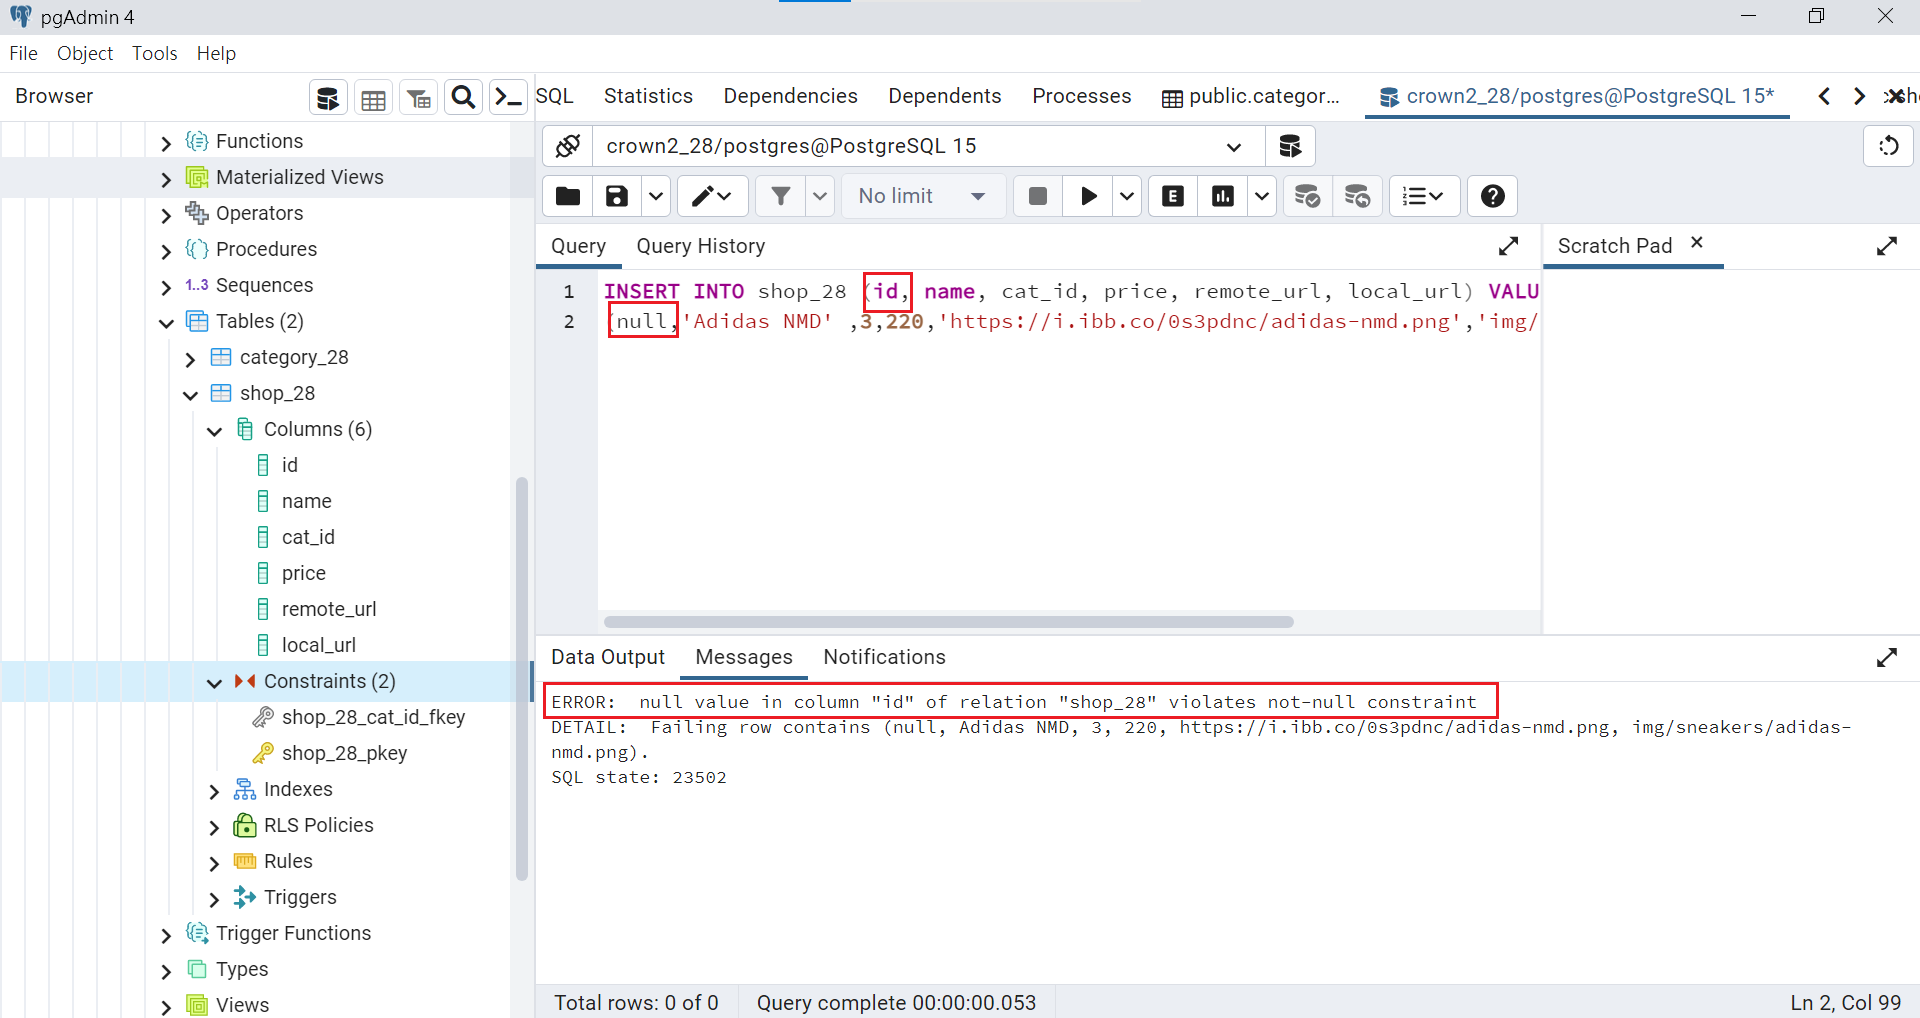 pgAdmin 4
File Object Tools Help
Browser
SQL Statistics Dependencies Dependents Processes public.categor... crown2_28/postgres@PostgreSQL 15*
crown2_28/postgres@PostgreSQL 15
No limit
E
Query Query History
Scratch Pad
1 INSERT INTO shop_28 (id, name, cat_id, price, remote_url, local_url) VALU
2 (null,'Adidas NMD' ,3,220,'https://i.ibb.co/0s3pdnc/adidas-nmd.png','img/
Functions
Materialized Views
Operators
Procedures
1..3 Sequences
Tables (2)
category_28
shop_28
Columns (6)
id
name
cat_id
price
remote_url
local_url
Constraints (2)
shop_28_cat_id_fkey
shop_28_pkey
Indexes
RLS Policies
Rules
Triggers
Trigger Functions
Types
Views
Data Output Messages Notifications
ERROR: null value in column "id" of relation "shop_28" violates not-null constraint
DETAIL: Failing row contains (null, Adidas NMD, 3, 220, https://i.ibb.co/0s3pdnc/adidas-nmd.png, img/sneakers/adidas-
nmd.png).
SQL state: 23502
Total rows: 0 of 0 Query complete 00:00:00.053 Ln 2, Col 99